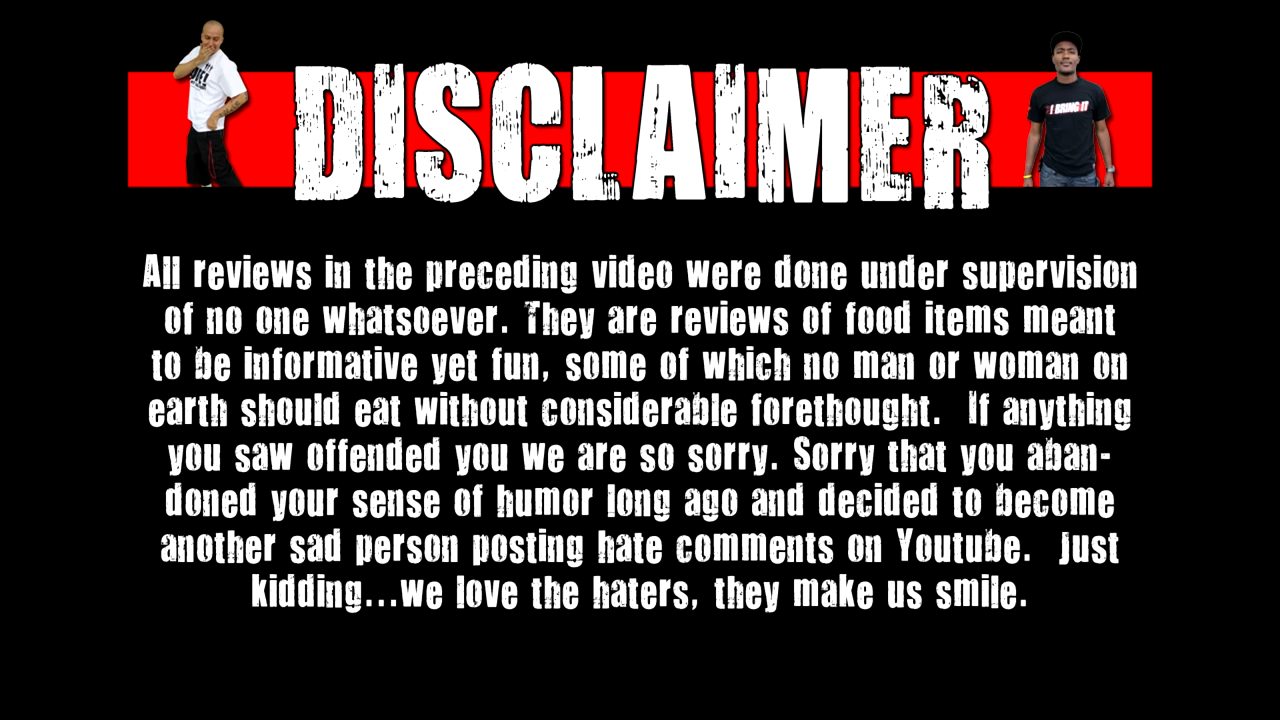 DISCLAIMER
I BRING IT
All reviews in the preceding video were done under supervision
of no one whatsoever. They are reviews of food items meant
to be informative yet fun, some of which no man or woman on
earth should eat without considerable forethought. If anything
you saw offended you we are so sorry. Sorry that you aban-
doned your sense of humor long ago and decided to become
another sad person posting hate comments on Youtube. Just
kidding...we love the haters, they make us smile.